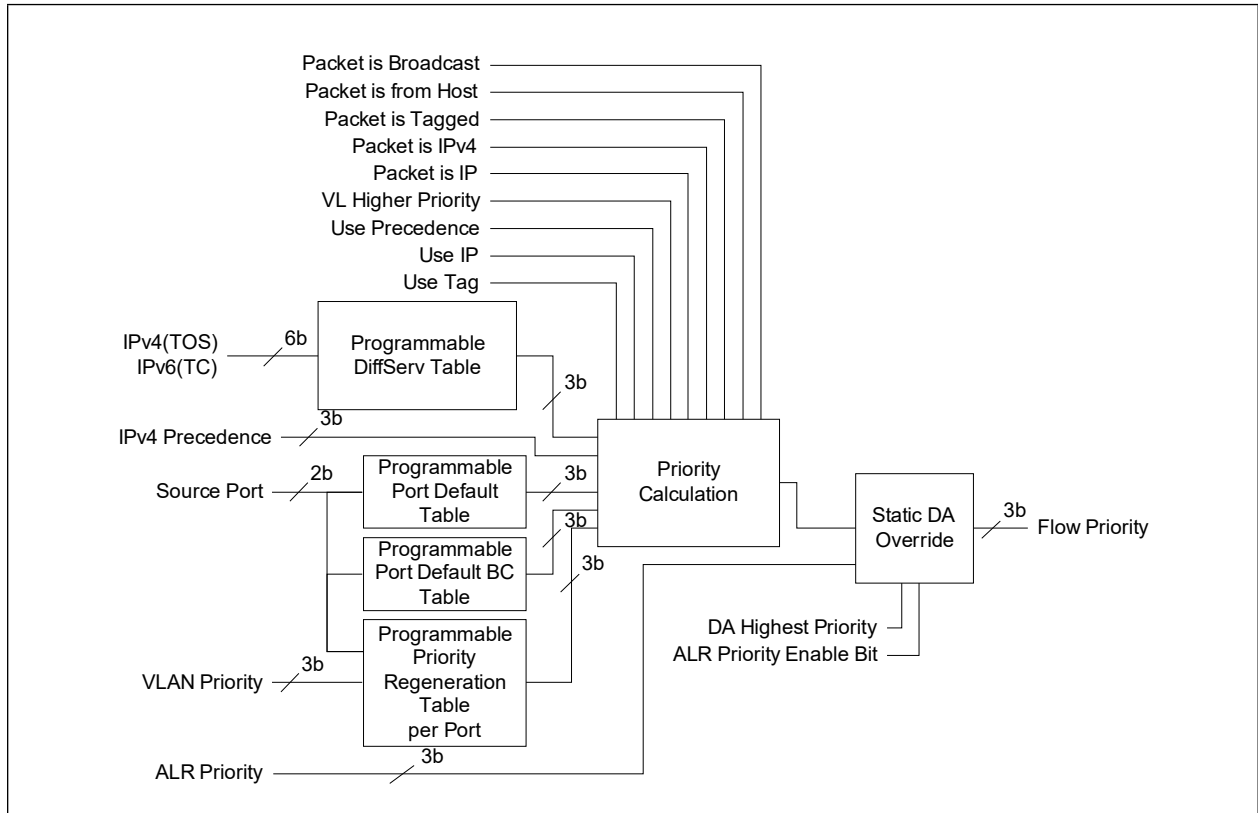 Packet is Broadcast
Packet is from Host
Packet is Tagged
Packet is IPv4
Packet is IP
VL Higher Priority
Use Precedence
Use IP
Use Tag
IPv4(TOS)
IPv6(TC)
6b
Programmable
DiffServ Table
3b
IPv4 Precedence
3b
Source Port
2b
Programmable
Port Default
Table
3b
Programmable
Port Default BC
Table
3b
VLAN Priority
3b
Programmable
Priority
Regeneration
Table
per Port
3b
ALR Priority
3b
Priority
Calculation
Static DA
Override
3b
Flow Priority
DA Highest Priority
ALR Priority Enable Bit